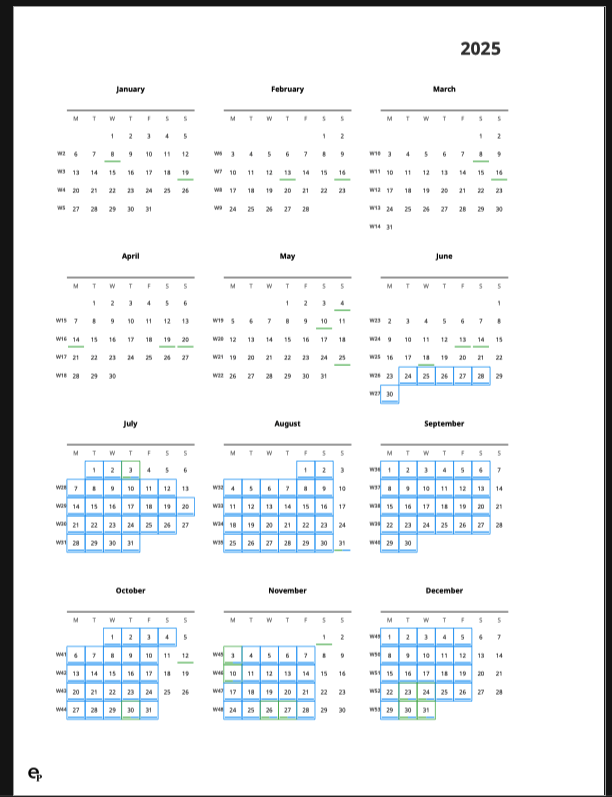 2025
January February March
M T W T F S S M T W T F S S M T W T F S S
1 2 3 4 5 1 2 1 2
W2 6 7 8 9 10 11 12 W6 3 4 5 6 7 8 9 W10 3 4 5 6 7 8 9
W3 13 14 15 16 17 18 19 W7 10 11 12 13 14 15 16 W11 10 11 12 13 14 15 16
W4 20 21 22 23 24 25 26 W8 17 18 19 20 21 22 23 W12 17 18 19 20 21 22 23
W5 27 28 29 30 31 W9 24 25 26 27 28 W13 24 25 26 27 28 29 30
W14 31
April May June
M T W T F S S M T W T F S S M T W T F S S
1 2 3 4 5 6 1 2 3 4 1
W15 7 8 9 10 11 12 13 W19 5 6 7 8 9 10 11 W23 2 3 4 5 6 7 8
W16 14 15 16 17 18 19 20 W20 12 13 14 15 16 17 18 W24 9 10 11 12 13 14 15
W17 21 22 23 24 25 26 27 W21 19 20 21 22 23 24 25 W25 16 17 18 19 20 21 22
W18 28 29 30 W22 26 27 28 29 30 31 W26 23 24 25 26 27 28 29
W27 30
July August September
M T W T F S S M T W T F S S M T W T F S S
1 2 3 4 5 6 1 2 3 W36 1 2 3 4 5 6 7
W28 7 8 9 10 11 12 13 W32 4 5 6 7 8 9 10 W37 8 9 10 11 12 13 14
W29 14 15 16 17 18 19 20 W33 11 12 13 14 15 16 17 W38 15 16 17 18 19 20 21
W30 21 22 23 24 25 26 27 W34 18 19 20 21 22 23 24 W39 22 23 24 25 26 27 28
W31 28 29 30 31 W35 25 26 27 28 29 30 31 W40 29 30
October November December
M T W T F S S M T W T F S S M T W T F S S
1 2 3 4 5 1 2 W49 1 2 3 4 5 6 7
W41 6 7 8 9 10 11 12 W45 3 4 5 6 7 8 9 W50 8 9 10 11 12 13 14
W42 13 14 15 16 17 18 19 W46 10 11 12 13 14 15 16 W51 15 16 17 18 19 20 21
W43 20 21 22 23 24 25 26 W47 17 18 19 20 21 22 23 W52 22 23 24 25 26 27 28
W44 27 28 29 30 31 W48 24 25 26 27 28 29 30 W53 29 30 31
ep